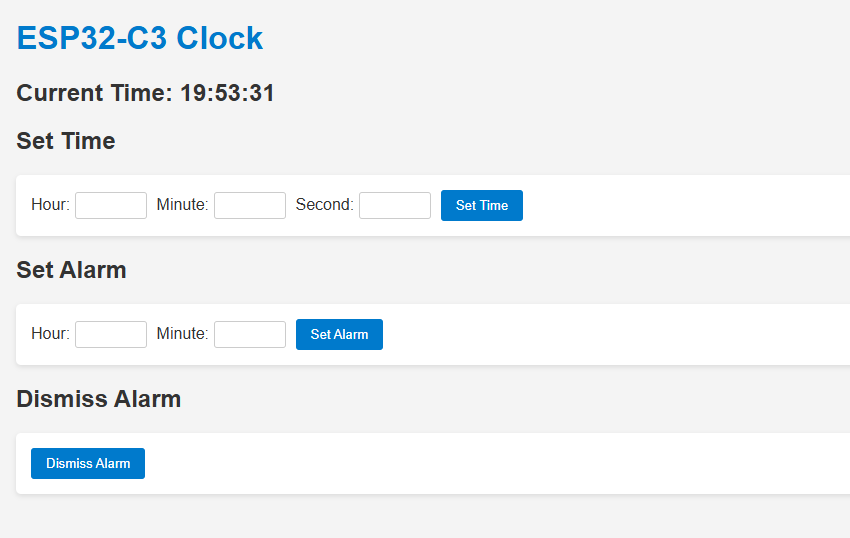 ESP32-C3 Clock
Current Time: 19:53:31
Set Time
Hour: Minute: Second: Set Time
Set Alarm
Hour: Minute: Set Alarm
Dismiss Alarm
Dismiss Alarm